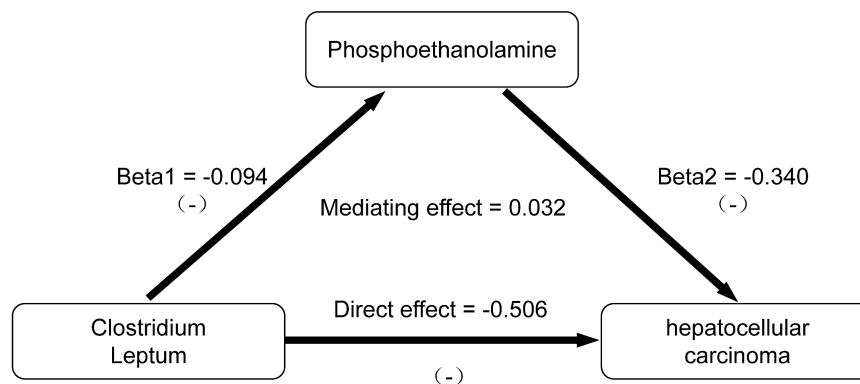 Phosphoethanolamine
Beta1 = -0.094
（-）
Beta2 = -0.340
（-）
Mediating effect = 0.032
Clostridium
Leptum
Direct effect = -0.506
（-）
hepatocellular
carcinoma